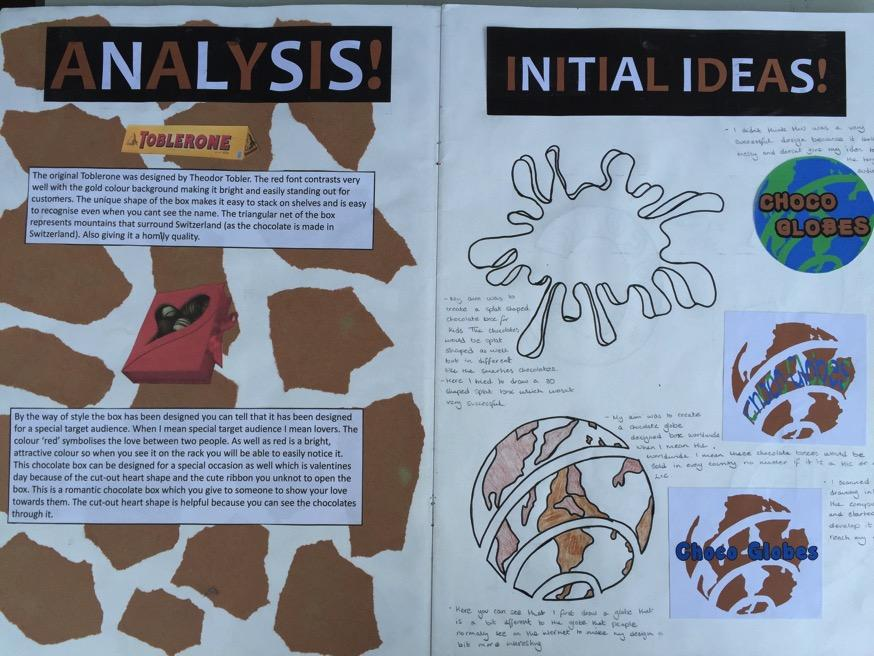 ANALYSIS!
TOBLERONE
The original Toblerone was designed by Theodor Tobler. The red font contrasts very
well with the gold colour background making it bright and easily standing out for
customers. The unique shape of the box makes it easy to stack on shelves and is easy
to recognise even when you cant see the name. The triangular net of the box
represents mountains that surround Switzerland (as the chocolate is made in
Switzerland). Also giving it a homly quality.
By the way of style the box has been designed you can tell that it has been designed
for a special target audience. When I mean special target audience I mean lovers. The
colour 'red' symbolises the love between two people. As well as red is a bright,
attractive colour so when you see it on the rack you will be able to easily notice it.
This chocolate box can be designed for a special occasion as well which is valentines
day because of the cut-out heart shape and the cute ribbon you unknot to open the
box. This is a romantic chocolate box which you give to someone to show your love
towards them. The cut-out heart shape is helpful because you can see the chocolates
through it.
INITIAL IDEAS!
- I didn't think this was a very
successful design because it looks
messy and doesnt give my idea to
the
CHOCO
GLOBES
- My aim was to
create a splat shaped
chocolate box for
kids. The chocolates
would be splat
shaped as well
but in different
like the smarties chocolates.
- Here I tried to draw a 3D
shaped splat box which wasnt
very successful.
- My aim was to create
a chocolate globe
designed box worldwide
when I mean the
worldwide I mean these chocolate boxes would be
sold in every country no matter if it is a MIC or a
LIC
- I scanned
drawing in
the comp
and started
develop it
reach my
Choco Globes
- Here you can see that I first draw a globe that
is a bit different to the globe that people
normally see on the internet to make my design a
bit more interesting